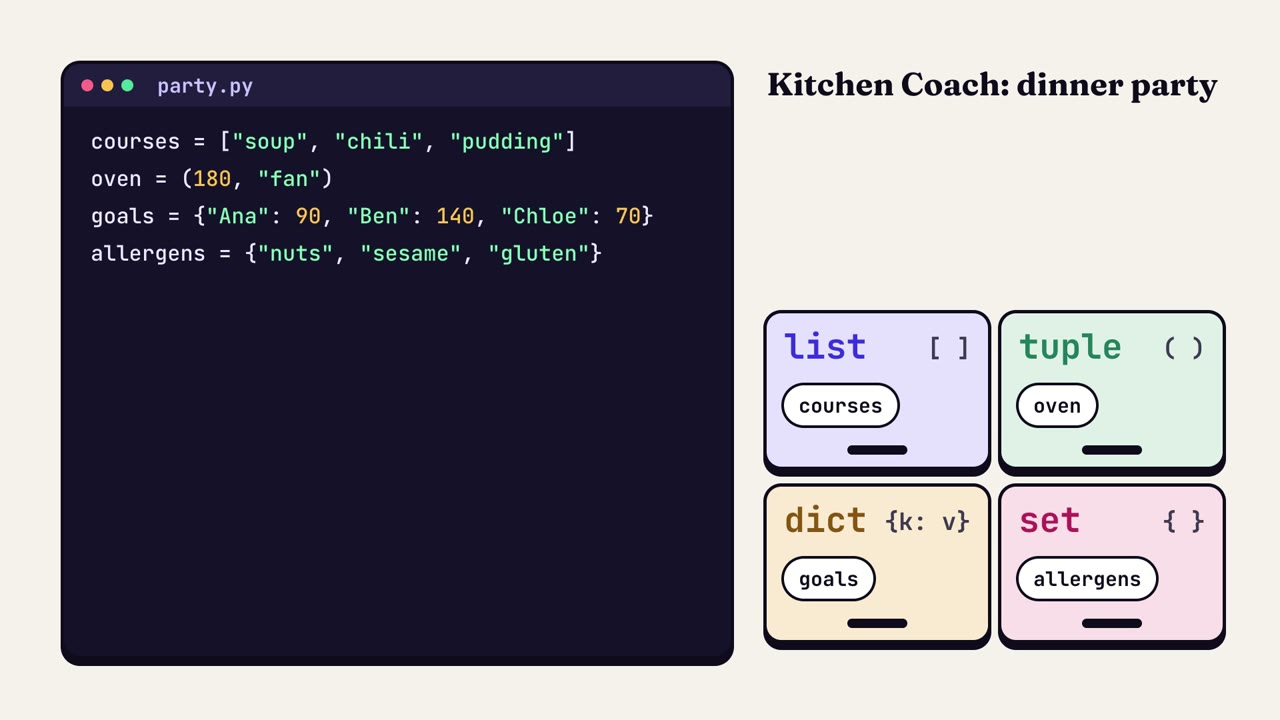 party.py
courses = ["soup", "chili", "pudding"]
oven = (180, "fan")
goals = {"Ana": 90, "Ben": 140, "Chloe": 70}
allergens = {"nuts", "sesame", "gluten"}
Kitchen Coach: dinner party
list [ ]
courses
tuple ( )
oven
dict {k: v}
goals
set { }
allergens